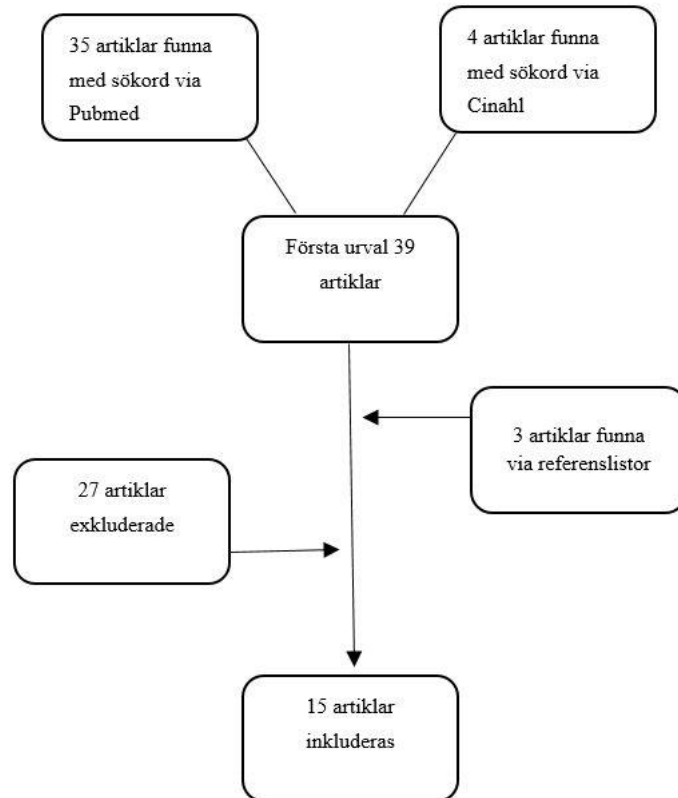 35 artiklar funna
med sökord via
Pubmed
4 artiklar funna
med sökord via
Cinahl
Första urval 39
artiklar
3 artiklar funna
via referenslistor
27 artiklar
exkluderade
15 artiklar
inkluderas